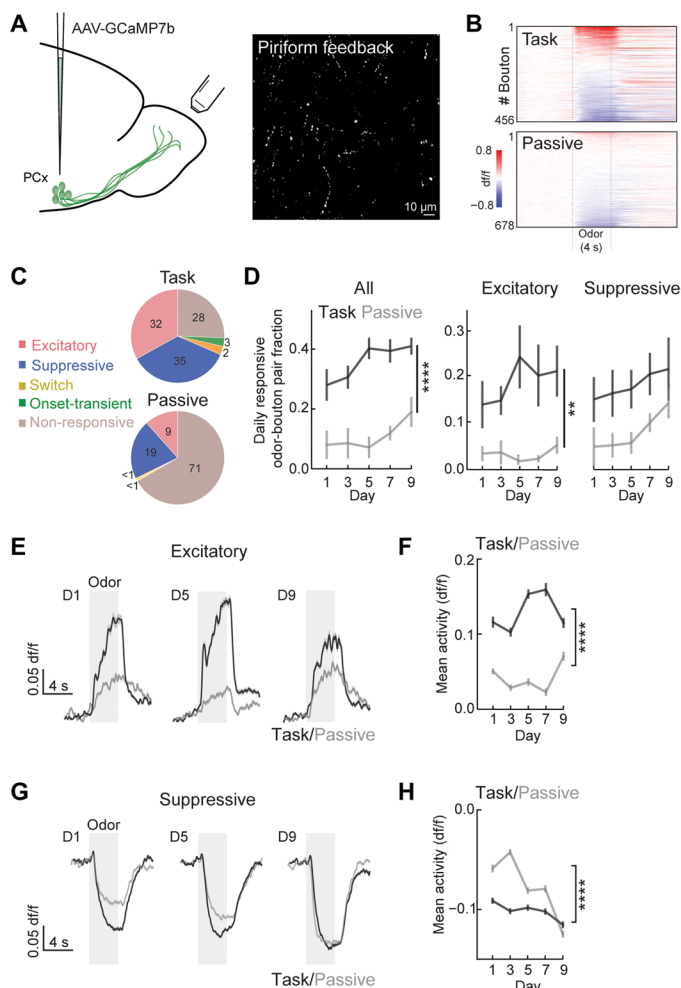 A
AAV-GCaMP7b
PCx
Piriform feedback
10 μm
B
1
Task
# Bouton
456
1
Passive
0.8
df/f
−0.8
678
Odor
(4 s)
C
Task
32
28
3
2
35
Excitatory
Suppressive
Switch
Onset-transient
Non-responsive
Passive
9
19
71
<1
<1
D
All
Excitatory
Suppressive
Task Passive
Daily responsive
odor-bouton pair fraction
0.4
0.2
0.0
1 3 5 7 9
Day
****
0.3
0.2
0.1
0.0
1 3 5 7 9
Day
**
1 3 5 7 9
Day
E
Excitatory
D1
Odor
D5
D9
0.05 df/f
4 s
Task/Passive
F
Task/Passive
Mean activity (df/f)
0.2
0.1
0.0
1 3 5 7 9
Day
****
G
Suppressive
D1
Odor
D5
D9
0.05 df/f
4 s
Task/Passive
H
Task/Passive
Mean activity (df/f)
0.0
−0.1
1 3 5 7 9
Day
****